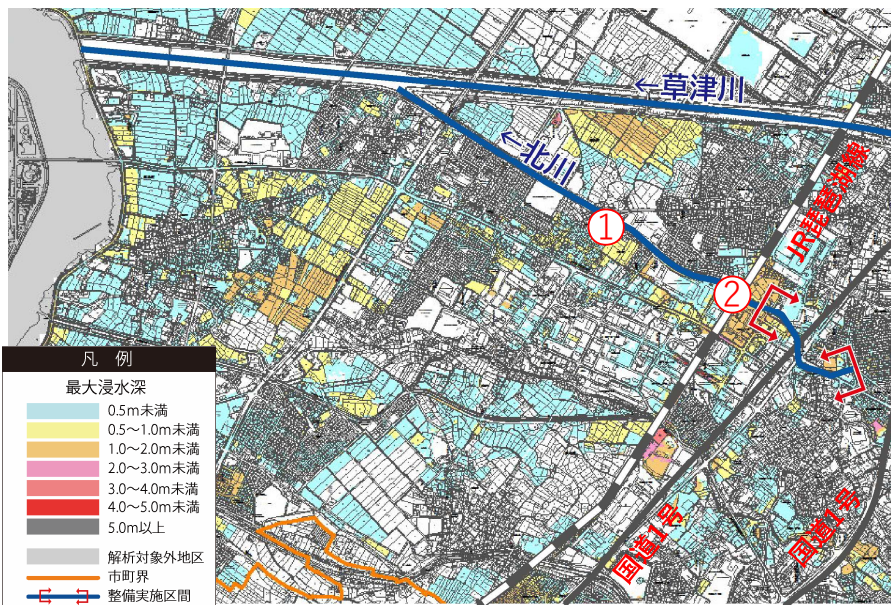 ←草津川
←北川
JR琵琶湖線
①
②
国道1号
国道1号
凡 例
最大浸水深
0.5m未満
0.5～1.0m未満
1.0～2.0m未満
2.0～3.0m未満
3.0～4.0m未満
4.0～5.0m未満
5.0m以上
解析対象外地区
市町界
整備実施区間